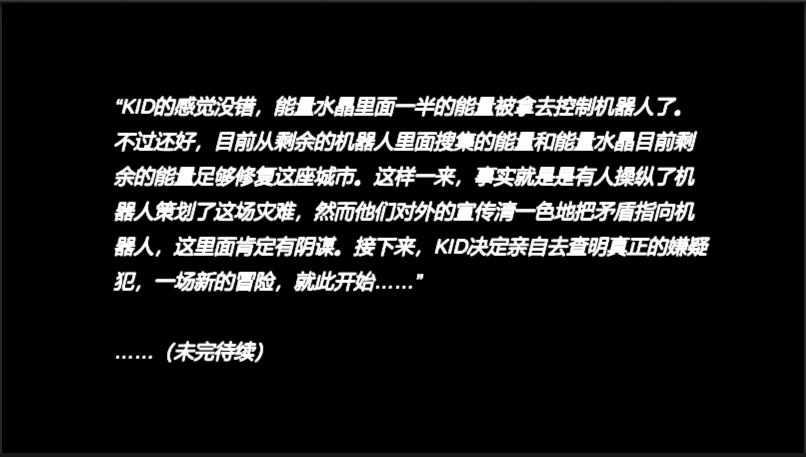 “KID的感觉没错，能量水晶里面一半的能量被拿去控制机器人了。
不过还好，目前从剩余的机器人里面搜集的能量和能量水晶目前剩
余的能量足够修复这座城市。这样一来，事实就是是有人操纵了机
器人策划了这场灾难，然而他们对外的宣传清一色地把矛盾指向机
器人，这里面肯定有阴谋。接下来，KID决定亲自去查明真正的嫌疑
犯，一场新的冒险，就此开始……”
……（未完待续）